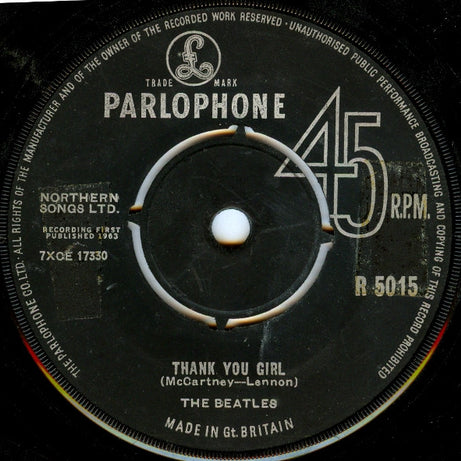 THE PARLOPHONE CO. LTD. ALL RIGHTS OF THE MANUFACTURER AND OF THE OWNER OF THE RECORDED WORK RESERVED · UNAUTHORISED PUBLIC PERFORMANCE BROADCASTING AND COPYING OF THIS RECORD PROHIBITED
£
TRADE MARK
PARLOPHONE
45
R.P.M.
NORTHERN
SONGS LTD.
RECORDING FIRST
PUBLISHED 1963
7XCE 17330
R 5015
THANK YOU GIRL
(McCartney—Lennon)
THE BEATLES
MADE IN Gt. BRITAIN